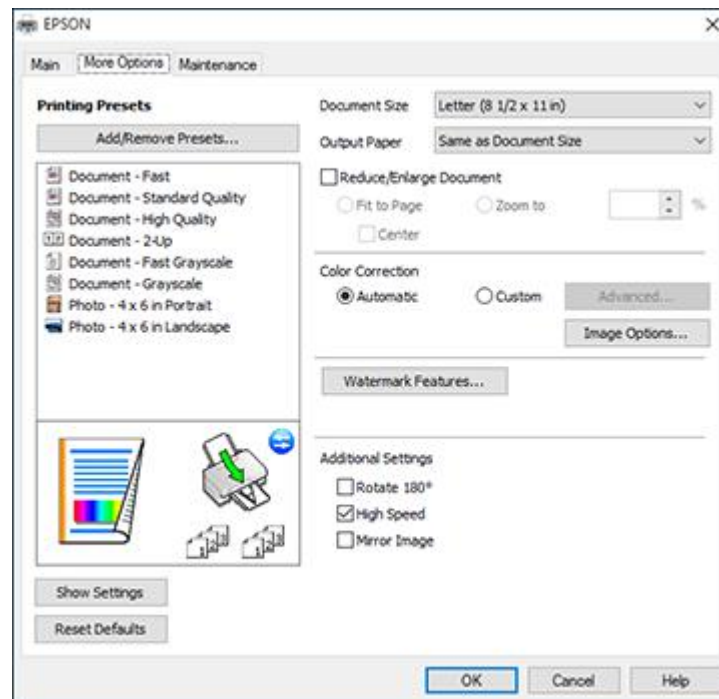 EPSON
Main More Options Maintenance
Printing Presets
Add/Remove Presets...
Document - Fast
Document - Standard Quality
Document - High Quality
Document - 2-Up
Document - Fast Grayscale
Document - Grayscale
Photo - 4 x 6 in Portrait
Photo - 4 x 6 in Landscape
Show Settings
Reset Defaults
Document Size Letter (8 1/2 x 11 in)
Output Paper Same as Document Size
Reduce/Enlarge Document
Fit to Page Zoom to %
Center
Color Correction
Automatic Custom Advanced...
Image Options...
Watermark Features...
Additional Settings
Rotate 180°
High Speed
Mirror Image
OK Cancel Help